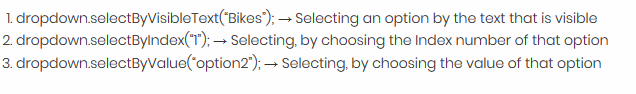 1. dropdown.selectByVisibleText("Bikes"); → Selecting an option by the text that is visible
2. dropdown.selectByIndex("1"); → Selecting, by choosing the Index number of that option
3. dropdown.selectByValue("option2"); → Selecting, by choosing the value of that option